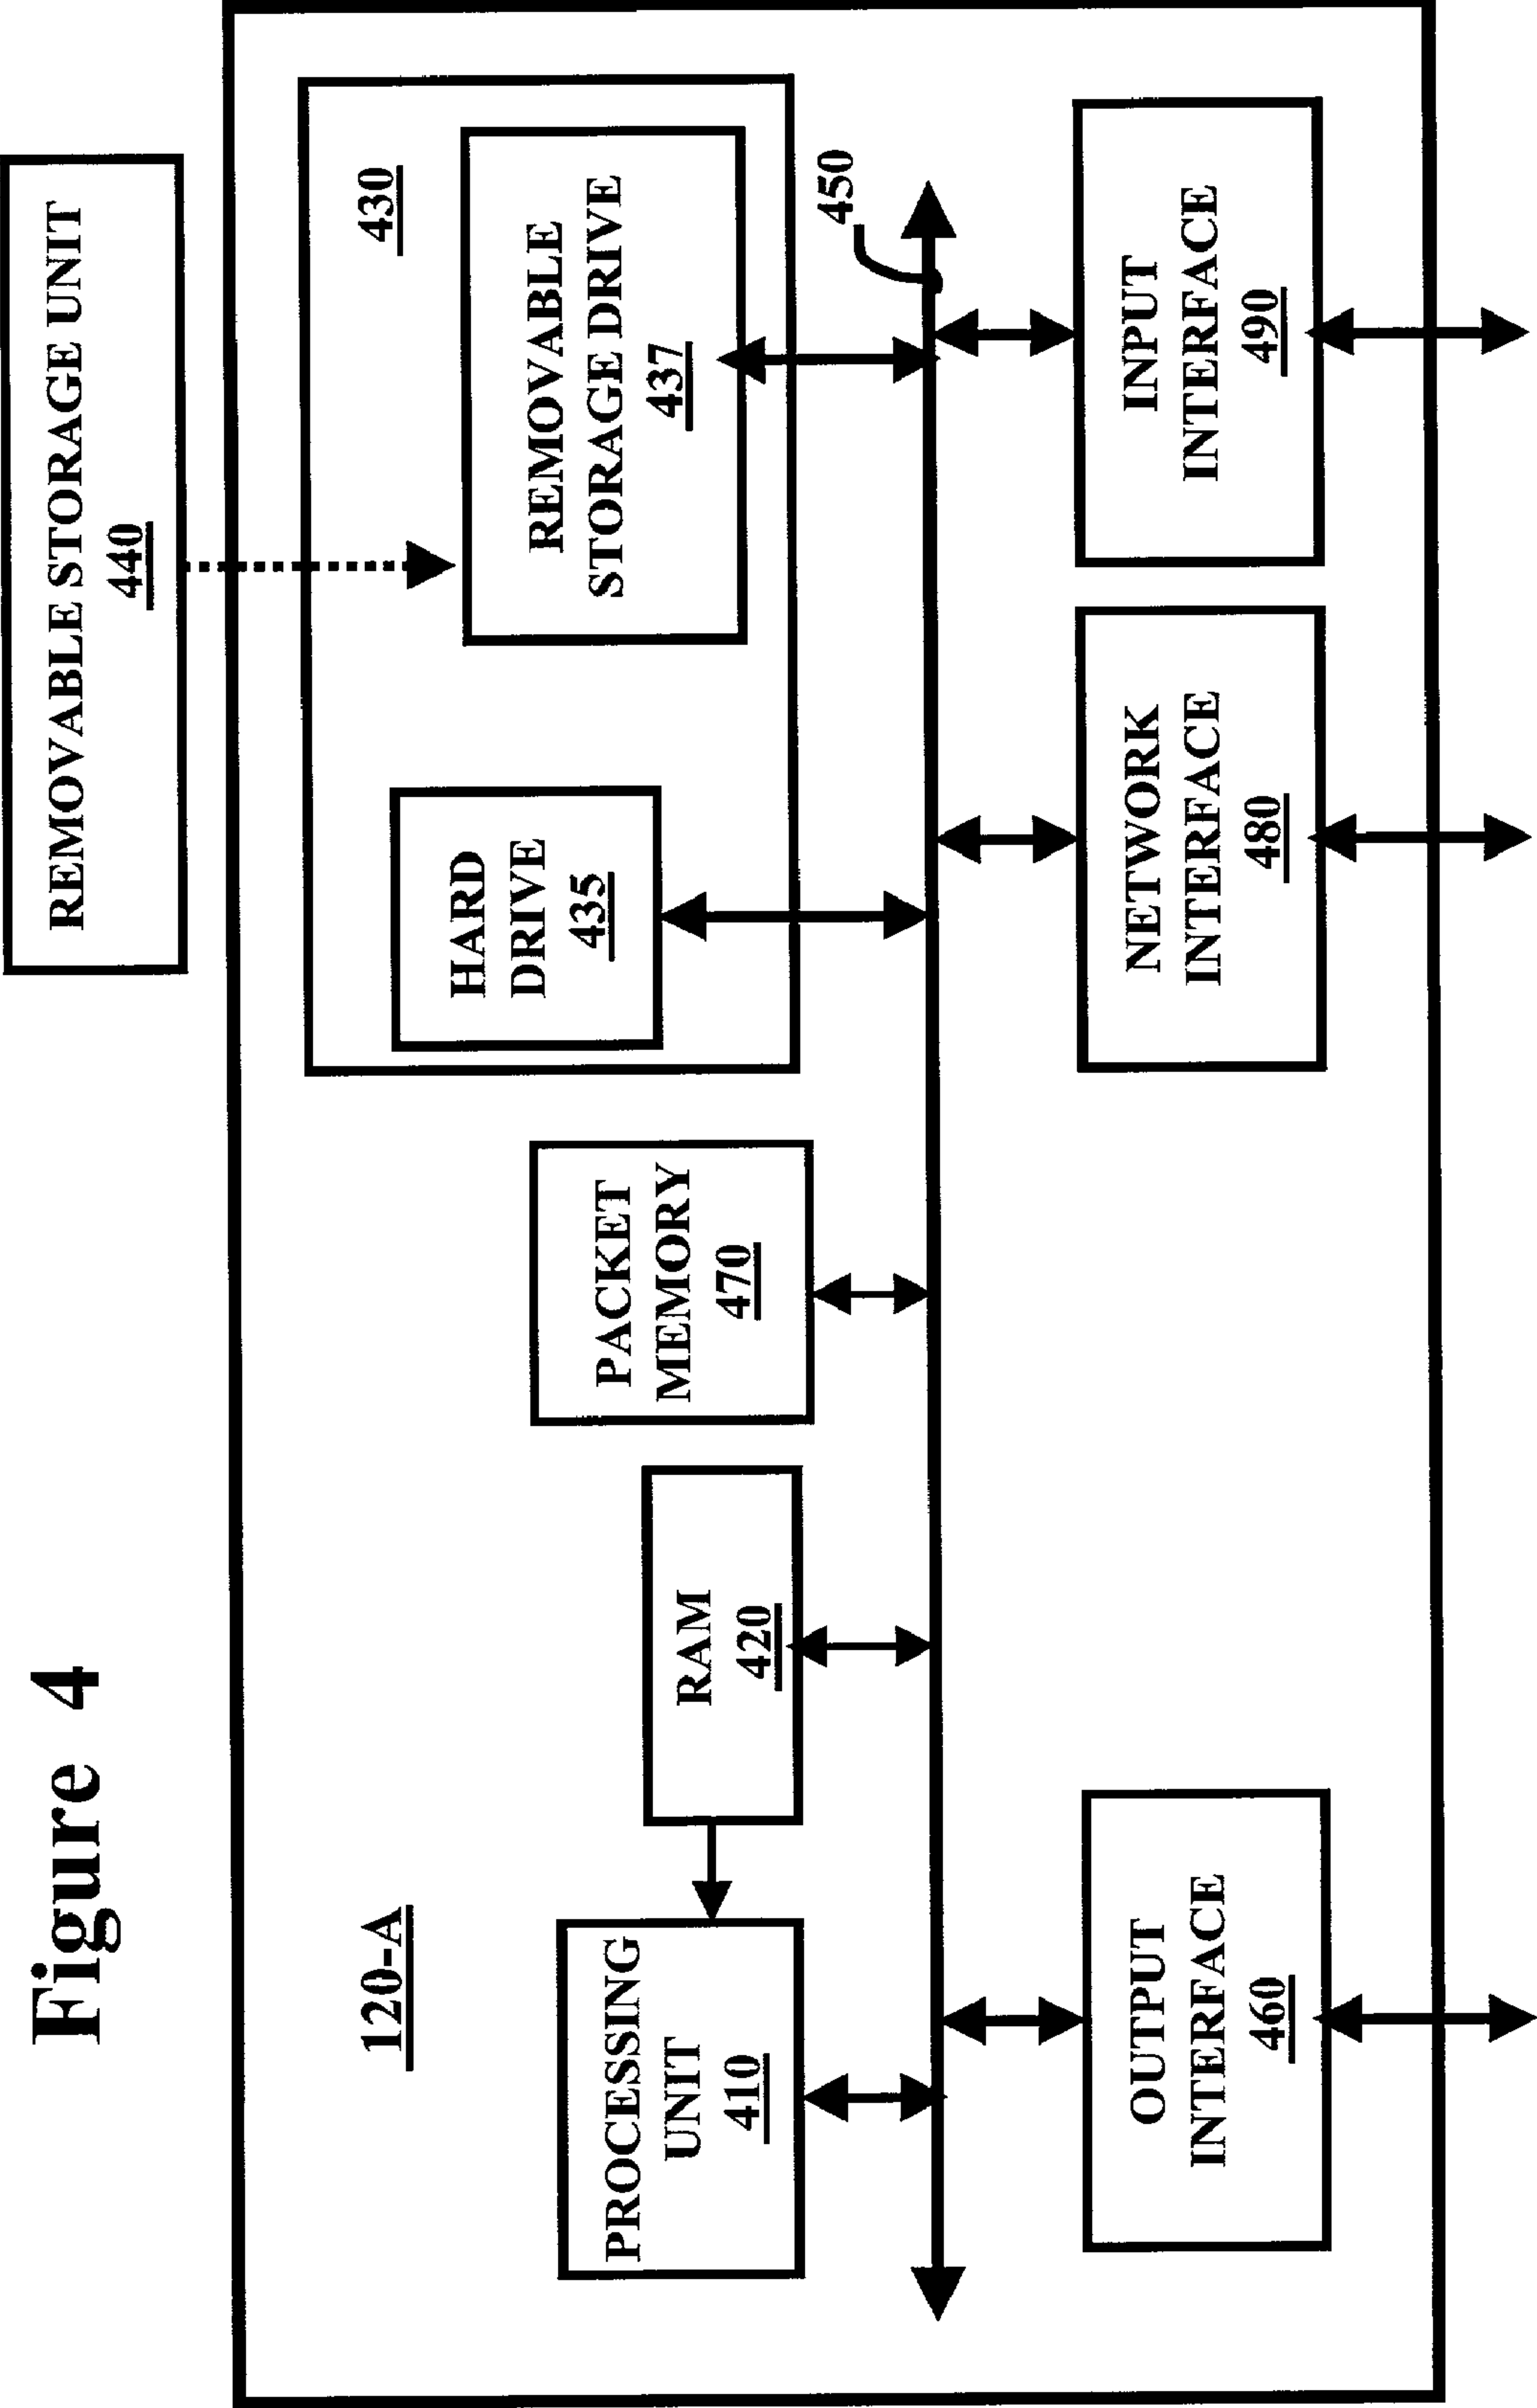 Figure 4
REMOVABLE STORAGE UNIT
440
120-A
430
PROCESSING
UNIT
410
RAM
420
PACKET
MEMORY
470
HARD
DRIVE
435
REMOVABLE
STORAGE DRIVE
437
450
OUTPUT
INTERFACE
460
NETWORK
INTERFACE
480
INPUT
INTERFACE
490